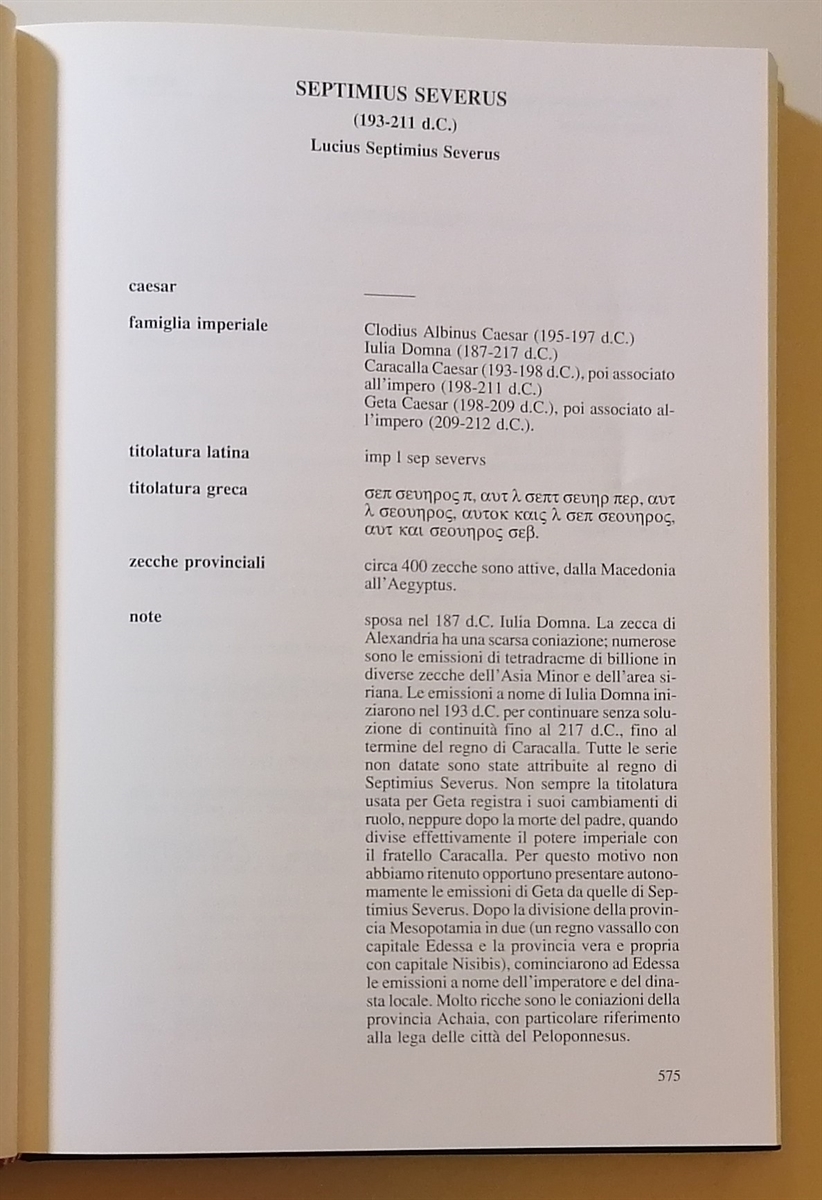 SEPTIMIUS SEVERUS
(193-211 d.C.)
Lucius Septimius Severus
caesar
famiglia imperiale
Clodius Albinus Caesar (195-197 d.C.)
Iulia Domna (187-217 d.C.)
Caracalla Caesar (193-198 d.C.), poi associato
all'impero (198-211 d.C.)
Geta Caesar (198-209 d.C.), poi associato al-
l'impero (209-212 d.C.).
titolatura latina
imp l sep severvs
titolatura greca
σεπ σευηρος π, αυτ λ σεπτ σευηρ περ, αυτ
λ σεουηρος, αυτοκ καις λ σεπ σεουηρος,
αυτ και σεουηρος σεβ.
zecche provinciali
circa 400 zecche sono attive, dalla Macedonia
all'Aegyptus.
note
sposa nel 187 d.C. Iulia Domna. La zecca di
Alexandria ha una scarsa coniazione; numerose
sono le emissioni di tetradracme di billione in
diverse zecche dell'Asia Minor e dell'area si-
riana. Le emissioni a nome di Iulia Domna ini-
ziarono nel 193 d.C. per continuare senza solu-
zione di continuità fino al 217 d.C., fino al
termine del regno di Caracalla. Tutte le serie
non datate sono state attribuite al regno di
Septimius Severus. Non sempre la titolatura
usata per Geta registra i suoi cambiamenti di
ruolo, neppure dopo la morte del padre, quando
divise effettivamente il potere imperiale con
il fratello Caracalla. Per questo motivo non
abbiamo ritenuto opportuno presentare autono-
mamente le emissioni di Geta da quelle di Sep-
timius Severus. Dopo la divisione della provin-
cia Mesopotamia in due (un regno vassallo con
capitale Edessa e la provincia vera e propria
con capitale Nisibis), cominciarono ad Edessa
le emissioni a nome dell'imperatore e del dina-
sta locale. Molto ricche sono le coniazioni della
provincia Achaia, con particolare riferimento
alla lega delle città del Peloponnesus.
575